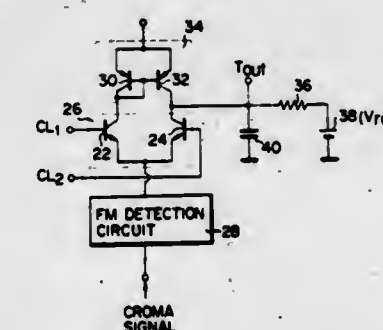 34
30
32
Tout
36
26
CL1
22
24
40
38(Vr
CL2
FM DETECTION
CIRCUIT
28
CROMA
SIGNAL